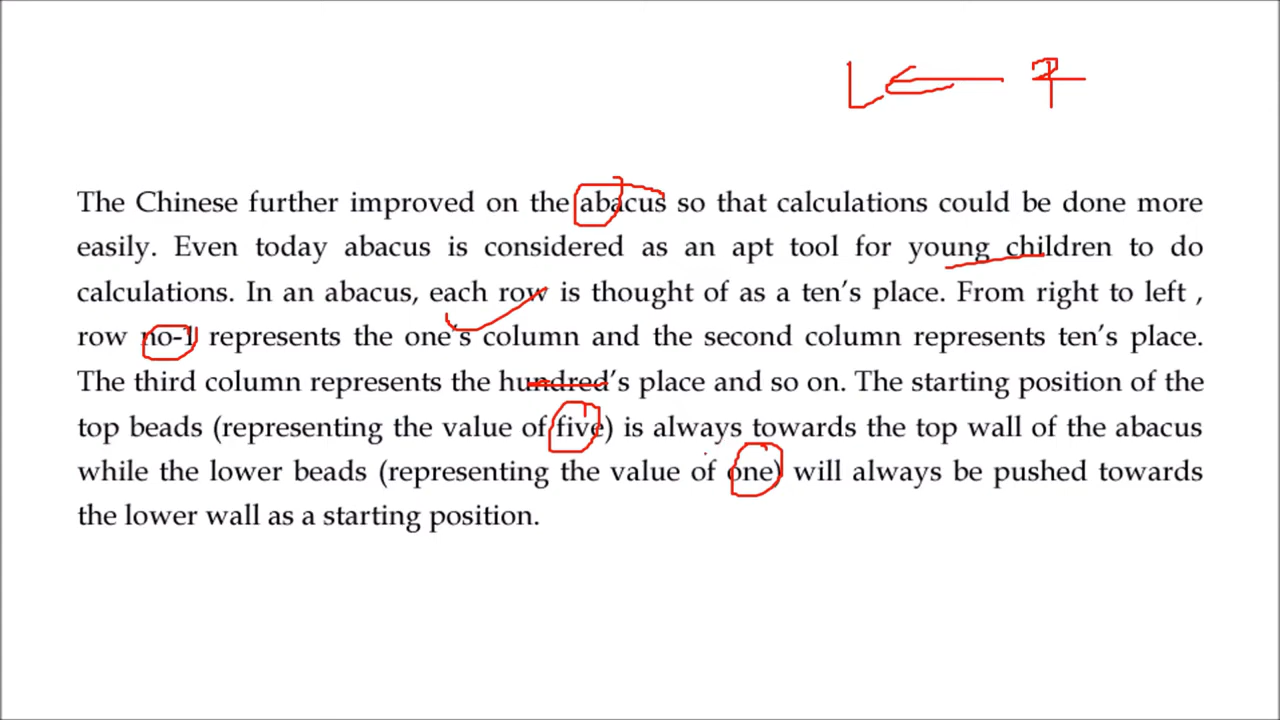 L ← R
The Chinese further improved on the abacus so that calculations could be done more
easily. Even today abacus is considered as an apt tool for young children to do
calculations. In an abacus, each row is thought of as a ten’s place. From right to left ,
row no-1 represents the one’s column and the second column represents ten’s place.
The third column represents the hundred’s place and so on. The starting position of the
top beads (representing the value of five) is always towards the top wall of the abacus
while the lower beads (representing the value of one) will always be pushed towards
the lower wall as a starting position.